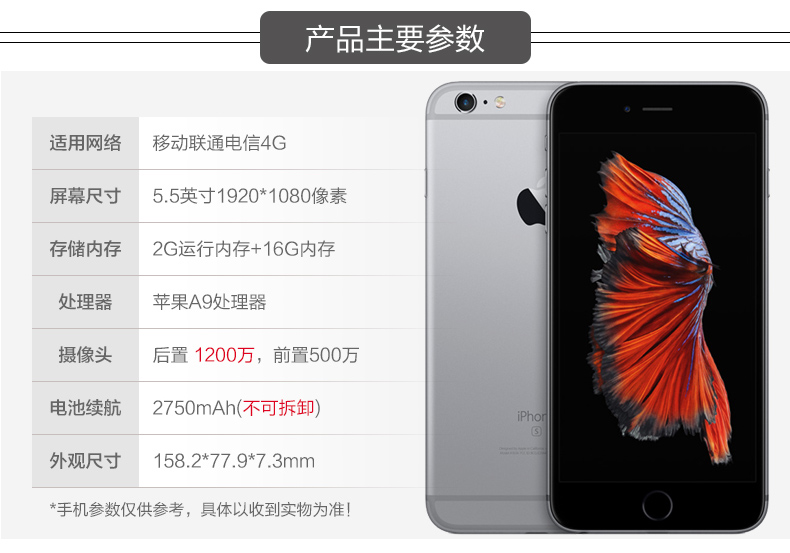 产品主要参数
适用网络 移动联通电信4G
屏幕尺寸 5.5英寸1920*1080像素
存储内存 2G运行内存+16G内存
处理器 苹果A9处理器
摄像头 后置 1200万，前置500万
电池续航 2750mAh(不可拆卸)
外观尺寸 158.2*77.9*7.3mm
*手机参数仅供参考，具体以收到实物为准！
iPhon
S